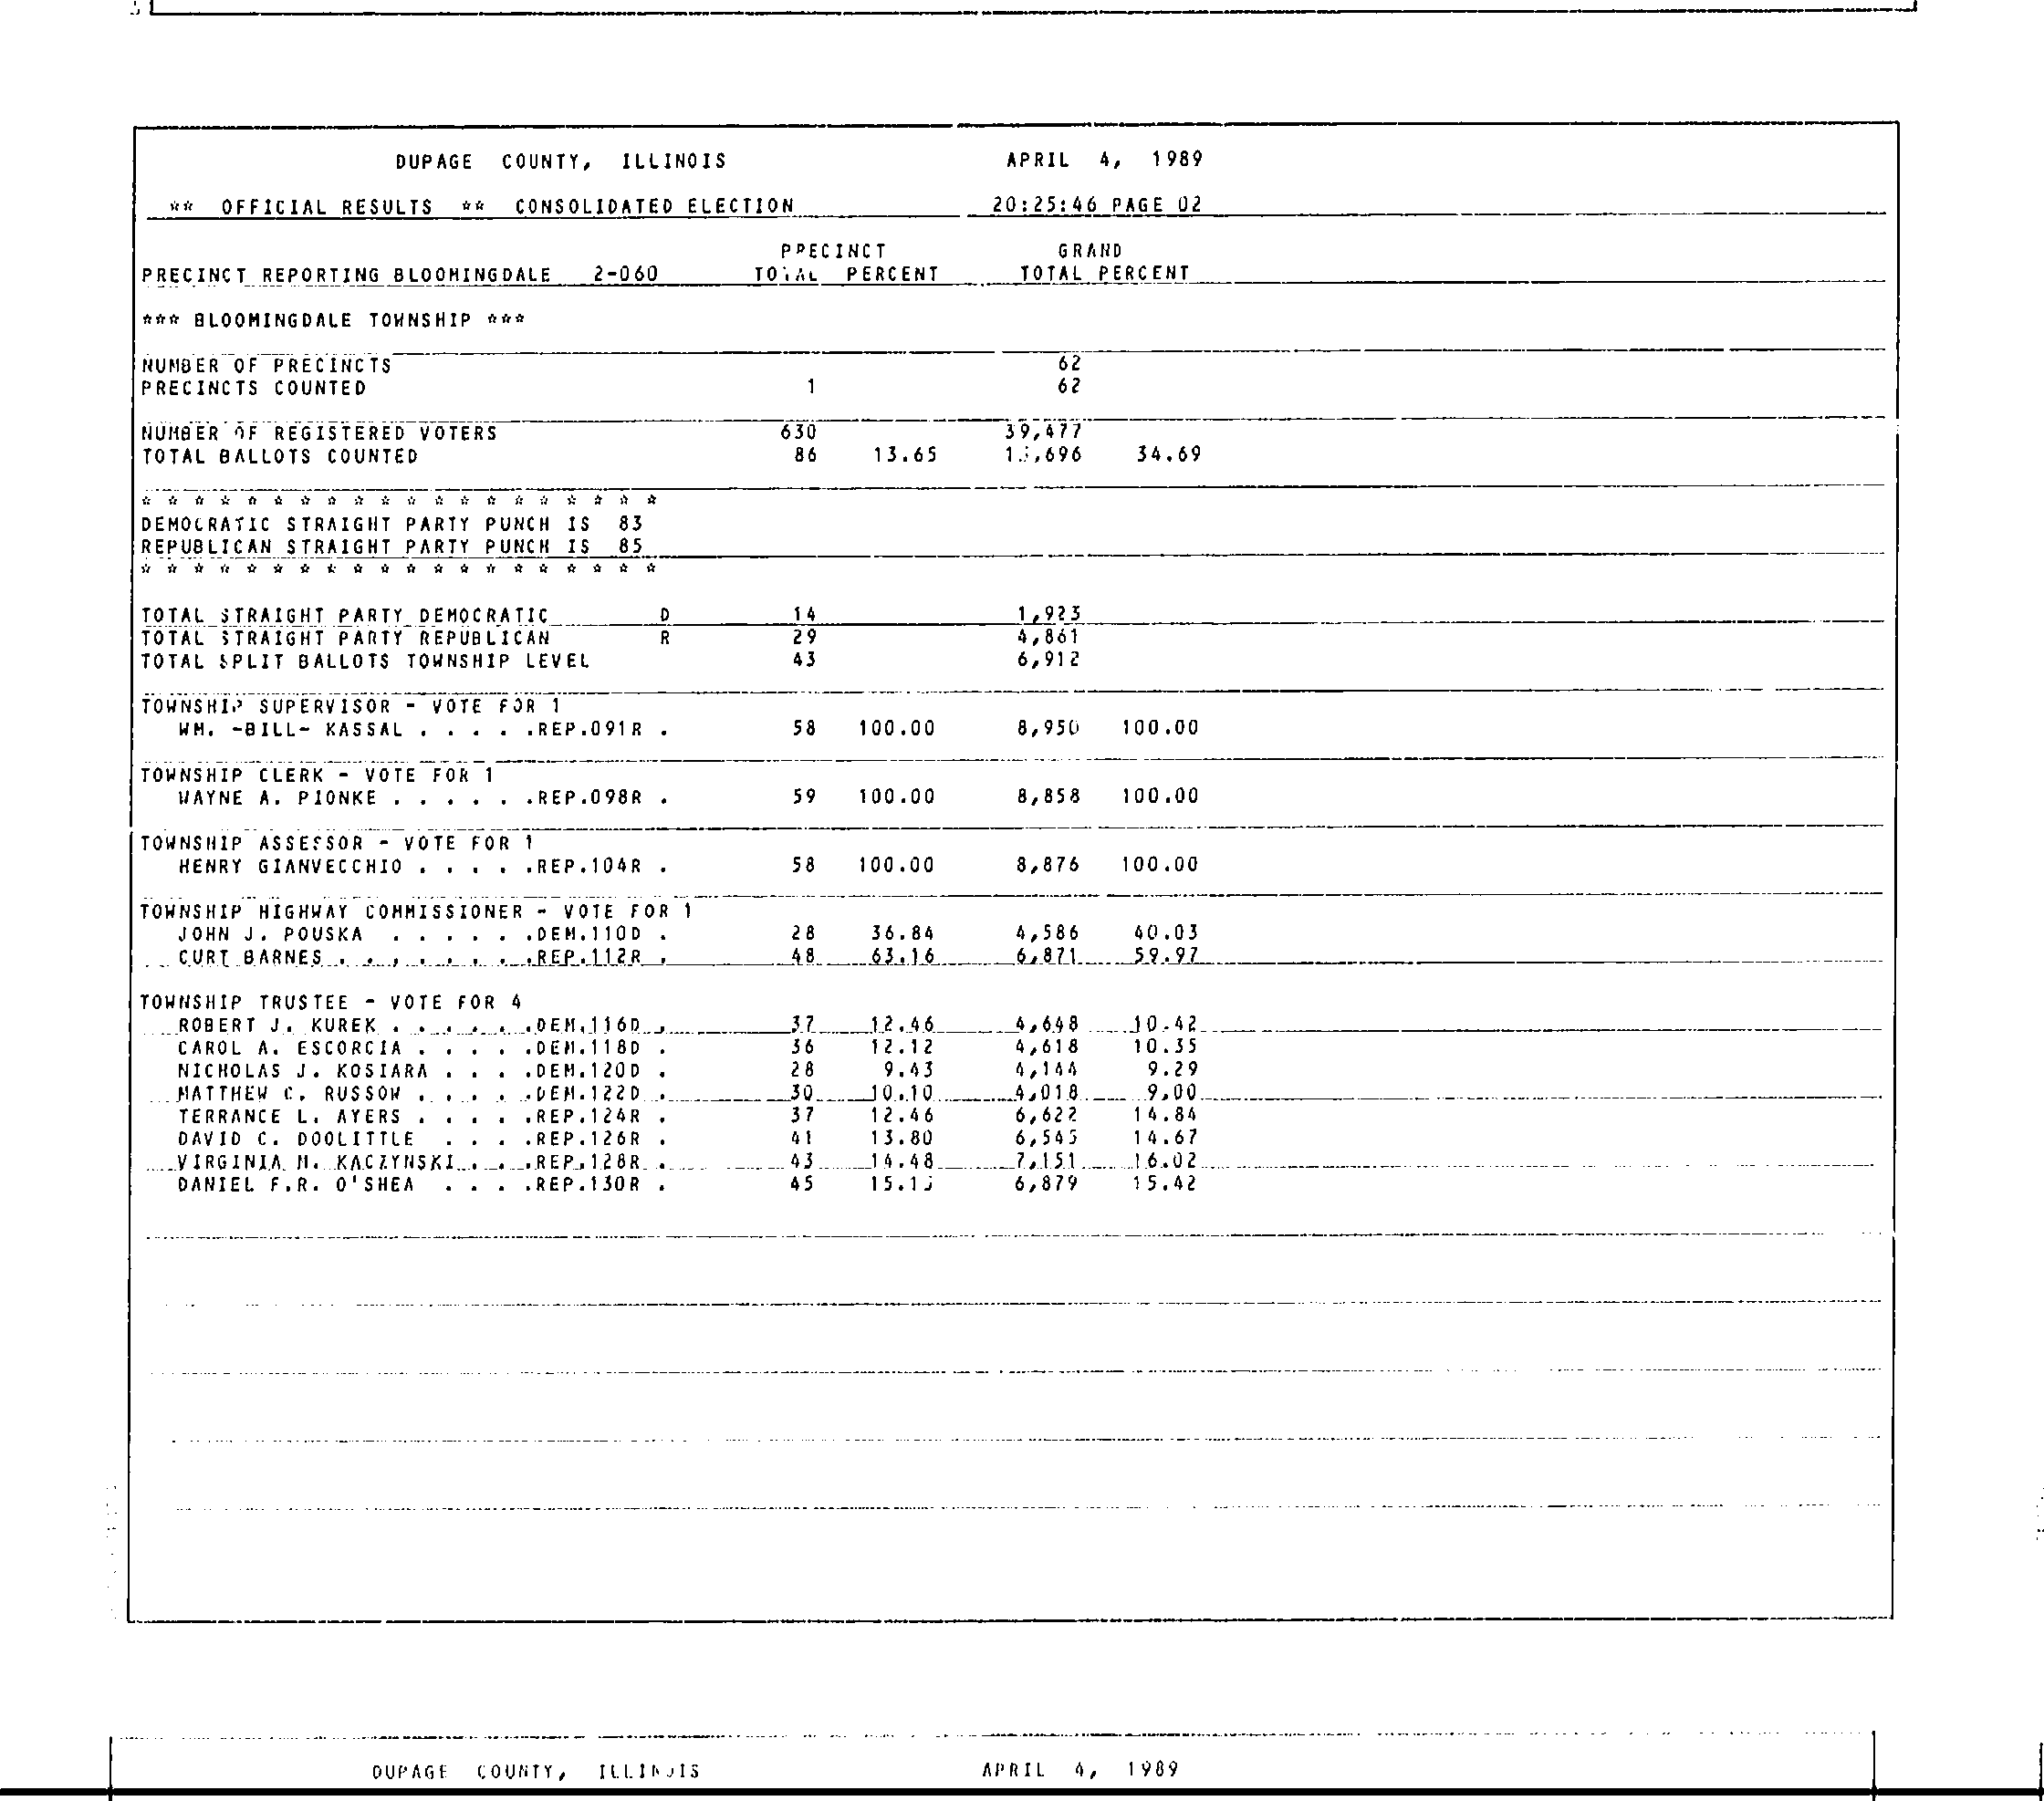 DUPAGE COUNTY, ILLINOIS APRIL 4, 1989
** OFFICIAL RESULTS ** CONSOLIDATED ELECTION 20:25:46 PAGE 02
PRECINCT GRAND
PRECINCT REPORTING BLOOMINGDALE 2-060 TOTAL PERCENT TOTAL PERCENT
*** BLOOMINGDALE TOWNSHIP ***
NUMBER OF PRECINCTS 62
PRECINCTS COUNTED 1 62
NUMBER OF REGISTERED VOTERS 630 39,477
TOTAL BALLOTS COUNTED 86 13.65 13,696 34.69
* * * * * * * * * * * * * * * * * * * *
DEMOCRATIC STRAIGHT PARTY PUNCH IS 83
REPUBLICAN STRAIGHT PARTY PUNCH IS 85
* * * * * * * * * * * * * * * * * * * *
TOTAL STRAIGHT PARTY DEMOCRATIC D 14 1,923
TOTAL STRAIGHT PARTY REPUBLICAN R 29 4,861
TOTAL SPLIT BALLOTS TOWNSHIP LEVEL 43 6,912
TOWNSHIP SUPERVISOR - VOTE FOR 1
WM. ~BILL~ KASSAL . . . . .REP.091R . 58 100.00 8,950 100.00
TOWNSHIP CLERK - VOTE FOR 1
WAYNE A. PIONKE . . . . . .REP.098R . 59 100.00 8,858 100.00
TOWNSHIP ASSESSOR - VOTE FOR 1
HENRY GIANVECCHIO . . . . .REP.104R . 58 100.00 8,876 100.00
TOWNSHIP HIGHWAY COMMISSIONER - VOTE FOR 1
JOHN J. POUSKA . . . . . .DEM.110D . 28 36.84 4,586 40.03
CURT BARNES . . . . . . . .REP.112R . 48 63.16 6,871 59.97
TOWNSHIP TRUSTEE - VOTE FOR 4
ROBERT J. KUREK . . . . . .DEM.116D . 37 12.46 4,648 10.42
CAROL A. ESCORCIA . . . . .DEM.118D . 36 12.12 4,618 10.35
NICHOLAS J. KOSIARA . . . .DEM.120D . 28 9.43 4,144 9.29
MATTHEW C. RUSSOW . . . . .DEM.122D . 30 10.10 4,018 9.00
TERRANCE L. AYERS . . . . .REP.124R . 37 12.46 6,622 14.84
DAVID C. DOOLITTLE . . . .REP.126R . 41 13.80 6,545 14.67
VIRGINIA M. KACZYNSKI . . .REP.128R . 43 14.48 7,151 16.02
DANIEL F.R. O'SHEA . . . .REP.130R . 45 15.15 6,879 15.42
DUPAGE COUNTY, ILLINOIS APRIL 4, 1989